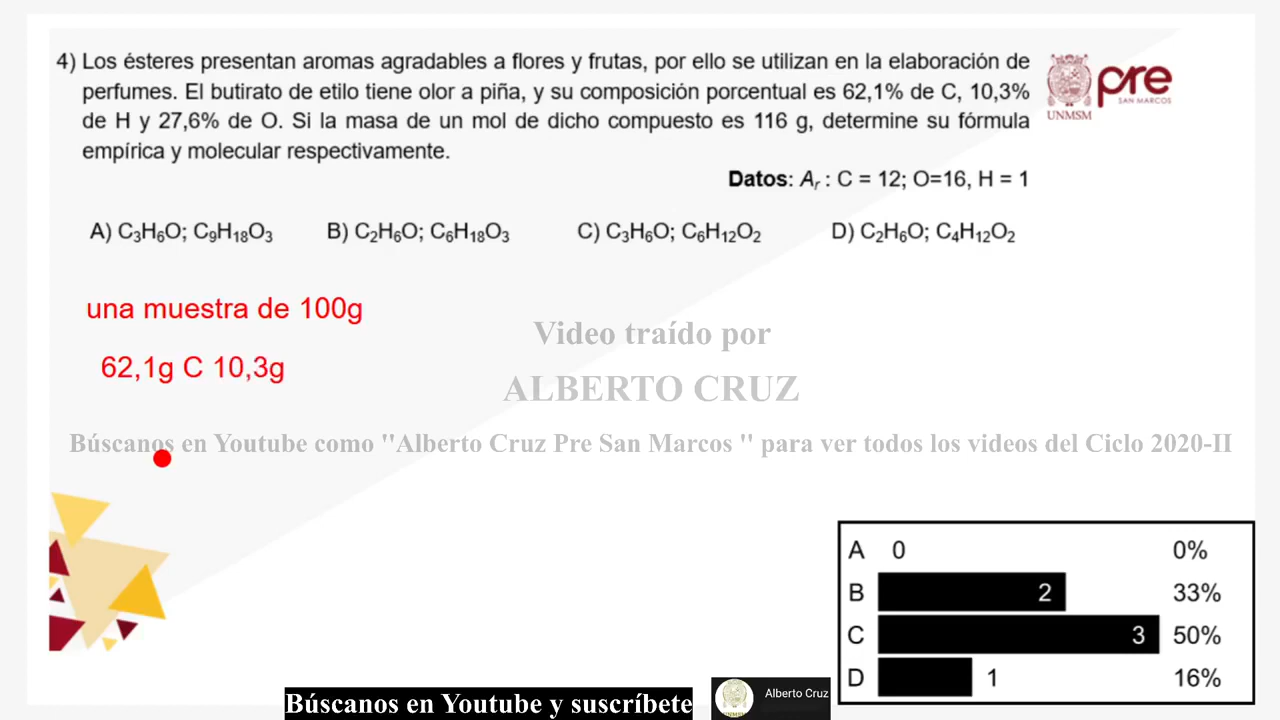 4) Los ésteres presentan aromas agradables a flores y frutas, por ello se utilizan en la elaboración de
perfumes. El butirato de etilo tiene olor a piña, y su composición porcentual es 62,1% de C, 10,3%
de H y 27,6% de O. Si la masa de un mol de dicho compuesto es 116 g, determine su fórmula
empírica y molecular respectivamente.
pre
SAN MARCOS
UNMSM
Datos: Aᵣ : C = 12; O=16, H = 1
A) C₃H₆O; C₉H₁₈O₃ B) C₂H₆O; C₆H₁₈O₃ C) C₃H₆O; C₆H₁₂O₂ D) C₂H₆O; C₄H₁₂O₂
una muestra de 100g
62,1g C 10,3g
Video traído por
ALBERTO CRUZ
Búscanos en Youtube como ''Alberto Cruz Pre San Marcos '' para ver todos los videos del Ciclo 2020-II
A 0 0%
B 2 33%
C 3 50%
D 1 16%
Búscanos en Youtube y suscríbete
UNMSM
Alberto Cruz